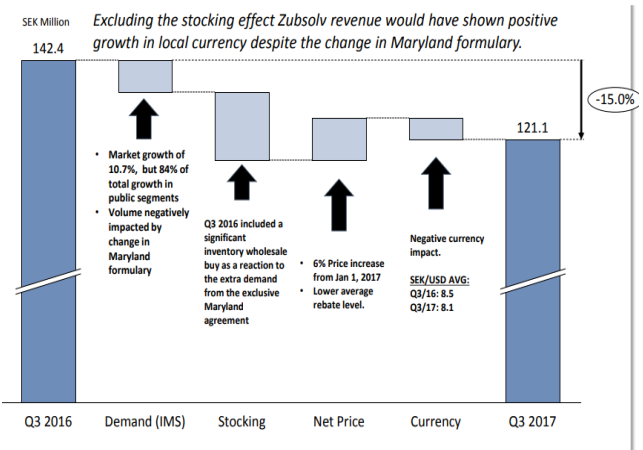 SEK Million
Excluding the stocking effect Zubsolv revenue would have shown positive
growth in local currency despite the change in Maryland formulary.
142.4
-15.0%
121.1
• Market growth of
10.7%, but 84% of
total growth in
public segments
• Volume negatively
impacted by
change in
Maryland
formulary
Q3 2016 included a
significant
inventory wholesale
buy as a reaction to
the extra demand
from the exclusive
Maryland
agreement
• 6% Price increase
from Jan 1, 2017
• Lower average
rebate level.
Negative currency
impact.
SEK/USD AVG:
Q3/16: 8.5
Q3/17: 8.1
Q3 2016
Demand (IMS)
Stocking
Net Price
Currency
Q3 2017